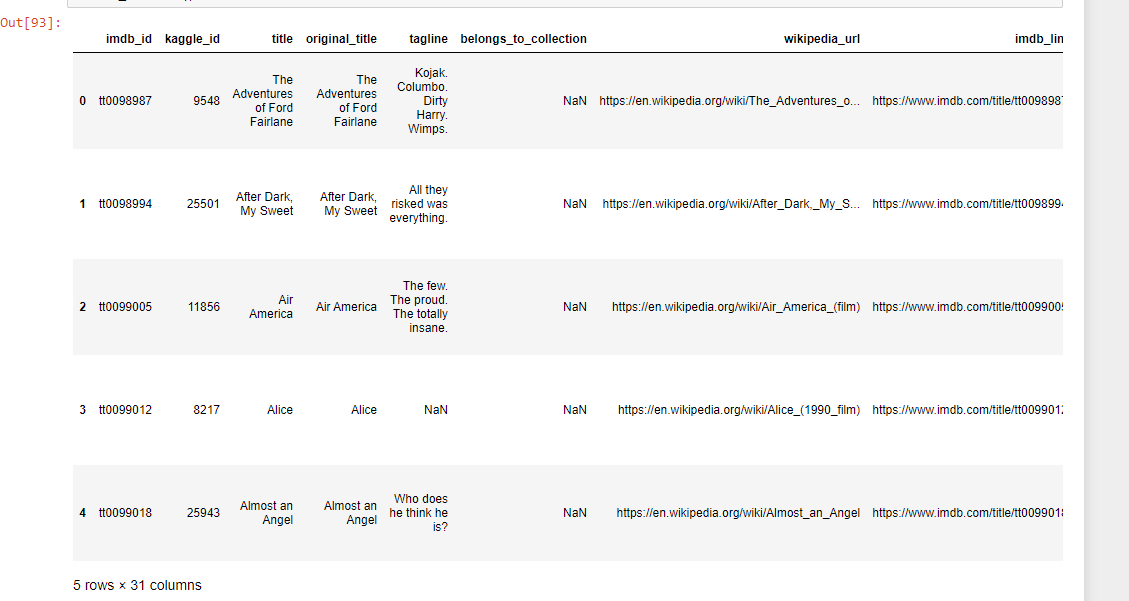 Out[93]:
imdb_id kaggle_id title original_title tagline belongs_to_collection wikipedia_url imdb_lin
0 tt0098987 9548 The Adventures of Ford Fairlane The Adventures of Ford Fairlane Kojak. Columbo. Dirty Harry. Wimps. NaN https://en.wikipedia.org/wiki/The_Adventures_o... https://www.imdb.com/title/tt0098987
1 tt0098994 25501 After Dark, My Sweet After Dark, My Sweet All they risked was everything. NaN https://en.wikipedia.org/wiki/After_Dark,_My_S... https://www.imdb.com/title/tt0098994
2 tt0099005 11856 Air America Air America The few. The proud. The totally insane. NaN https://en.wikipedia.org/wiki/Air_America_(film) https://www.imdb.com/title/tt0099005
3 tt0099012 8217 Alice Alice NaN NaN https://en.wikipedia.org/wiki/Alice_(1990_film) https://www.imdb.com/title/tt0099012
4 tt0099018 25943 Almost an Angel Almost an Angel Who does he think he is? NaN https://en.wikipedia.org/wiki/Almost_an_Angel https://www.imdb.com/title/tt0099018
5 rows × 31 columns